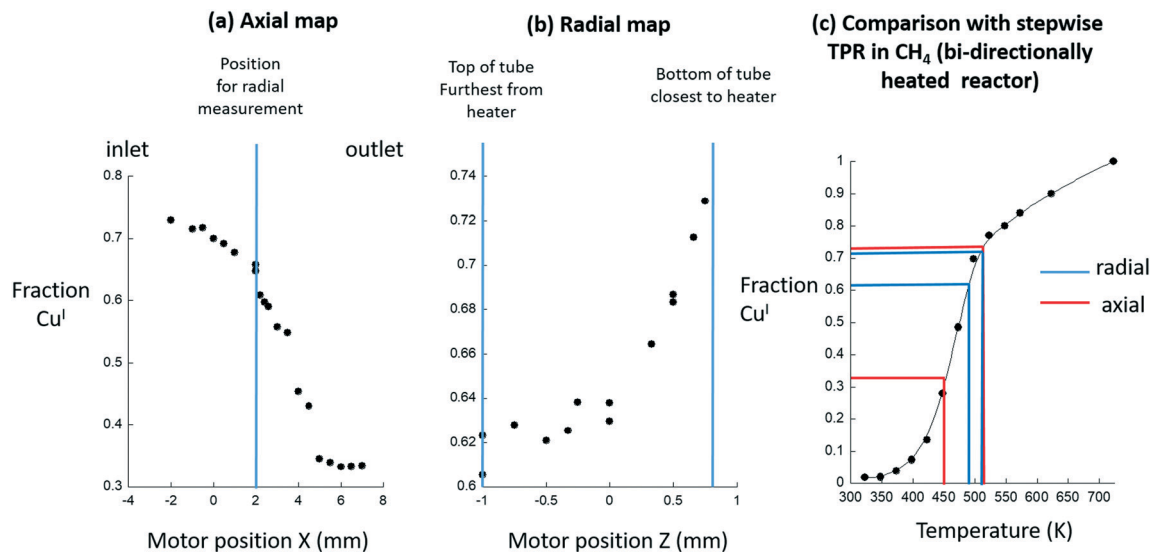 (a) Axial map
Position
for radial
measurement
inlet
outlet
0.8
0.7
0.6
0.5
0.4
0.3
-4
-2
0
2
4
6
8
Fraction
Cuᴵ
Motor position X (mm)
(b) Radial map
Top of tube
Furthest from
heater
Bottom of tube
closest to heater
0.74
0.72
0.7
0.68
0.66
0.64
0.62
0.6
-1
-0.5
0
0.5
1
Motor position Z (mm)
(c) Comparison with stepwise
TPR in CH₄ (bi-directionally
heated reactor)
1
0.9
0.8
0.7
0.6
0.5
0.4
0.3
0.2
0.1
0
300
350
400
450
500
550
600
650
700
Fraction
Cuᴵ
radial
axial
Temperature (K)